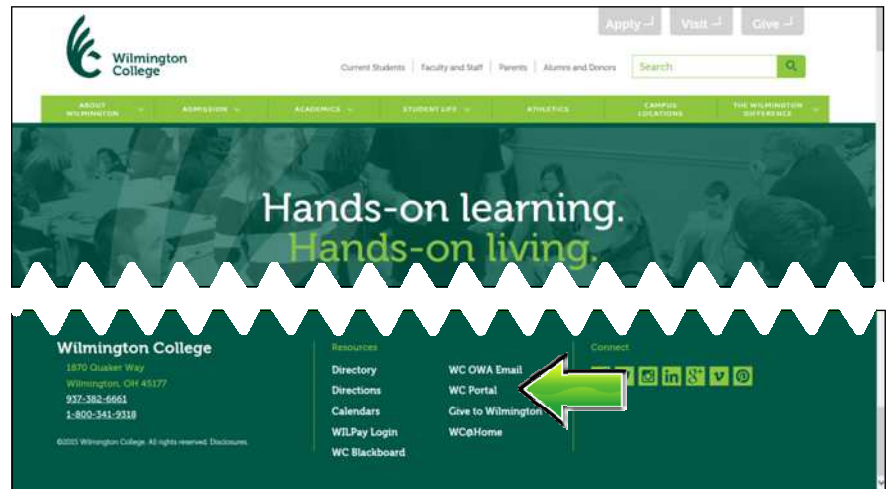 Apply
Visit
Give
Wilmington
College
Current Students
Faculty and Staff
Parents
Alumni and Donors
Search
ABOUT
WILMINGTON
ADMISSION
ACADEMICS
STUDENT LIFE
ATHLETICS
CAMPUS
LOCATIONS
THE WILMINGTON
DIFFERENCE
Hands-on learning.
Hands-on living.
Wilmington College
1870 Quaker Way
Wilmington, OH 45177
937-382-6661
1-800-341-9318
©2015 Wilmington College. All rights reserved. Disclosures.
Resources
Directory
Directions
Calendars
WILPay Login
WC Blackboard
WC OWA Email
WC Portal
Give to Wilmington
WC@Home
Connect
in
g+
v